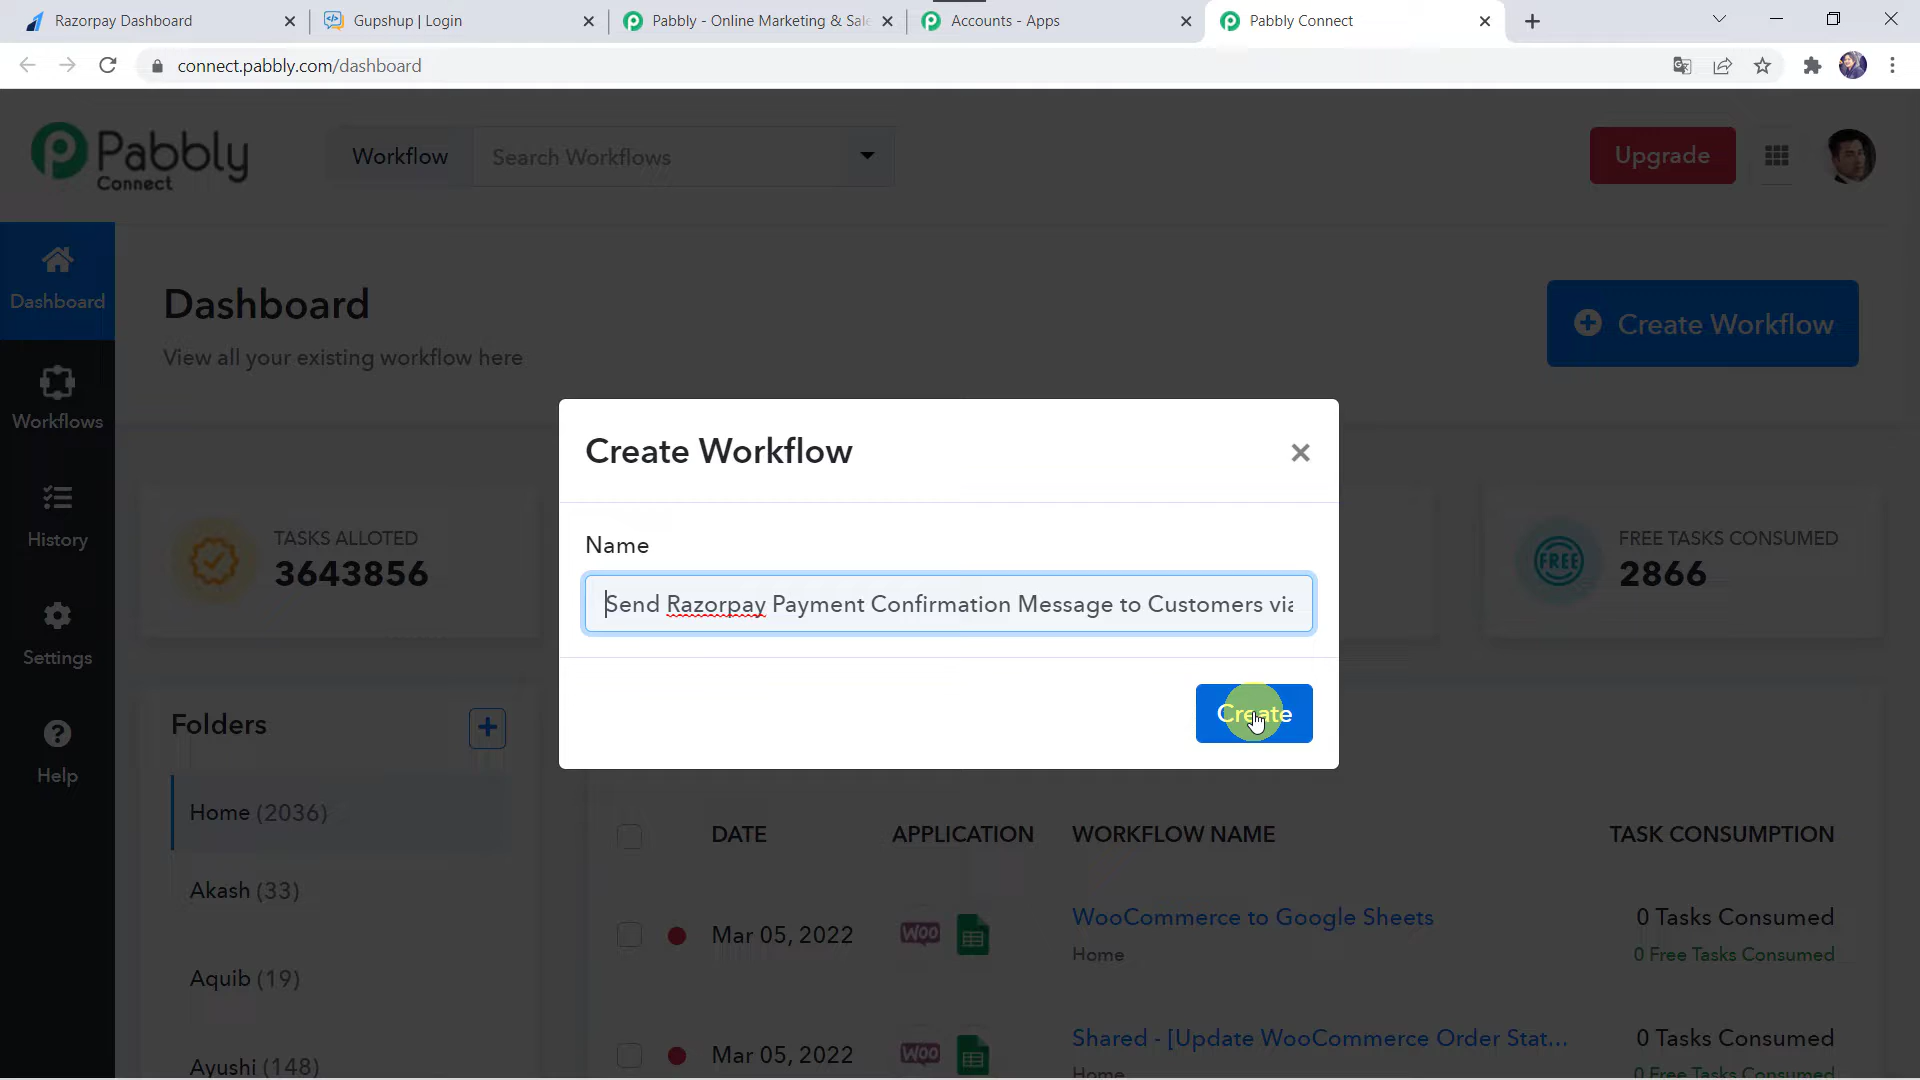 Razorpay Dashboard
Gupshup | Login
Pabbly - Online Marketing & Sale
Accounts - Apps
Pabbly Connect
connect.pabbly.com/dashboard
Pabbly
Connect
Workflow
Search Workflows
Upgrade
Dashboard
Workflows
History
Settings
Help
Dashboard
View all your existing workflow here
Create Workflow
TASKS ALLOTED
3643856
FREE TASKS CONSUMED
FREE
2866
Create Workflow
Name
Send Razorpay Payment Confirmation Message to Customers via
Create
Folders
Home (2036)
Akash (33)
Aquib (19)
Ayushi (148)
DATE
APPLICATION
WORKFLOW NAME
TASK CONSUMPTION
Mar 05, 2022
WOO
WooCommerce to Google Sheets
0 Tasks Consumed
Home
0 Free Tasks Consumed
Mar 05, 2022
WOO
Shared - [Update WooCommerce Order Stat...
0 Tasks Consumed
Home
0 Free Tasks Consumed